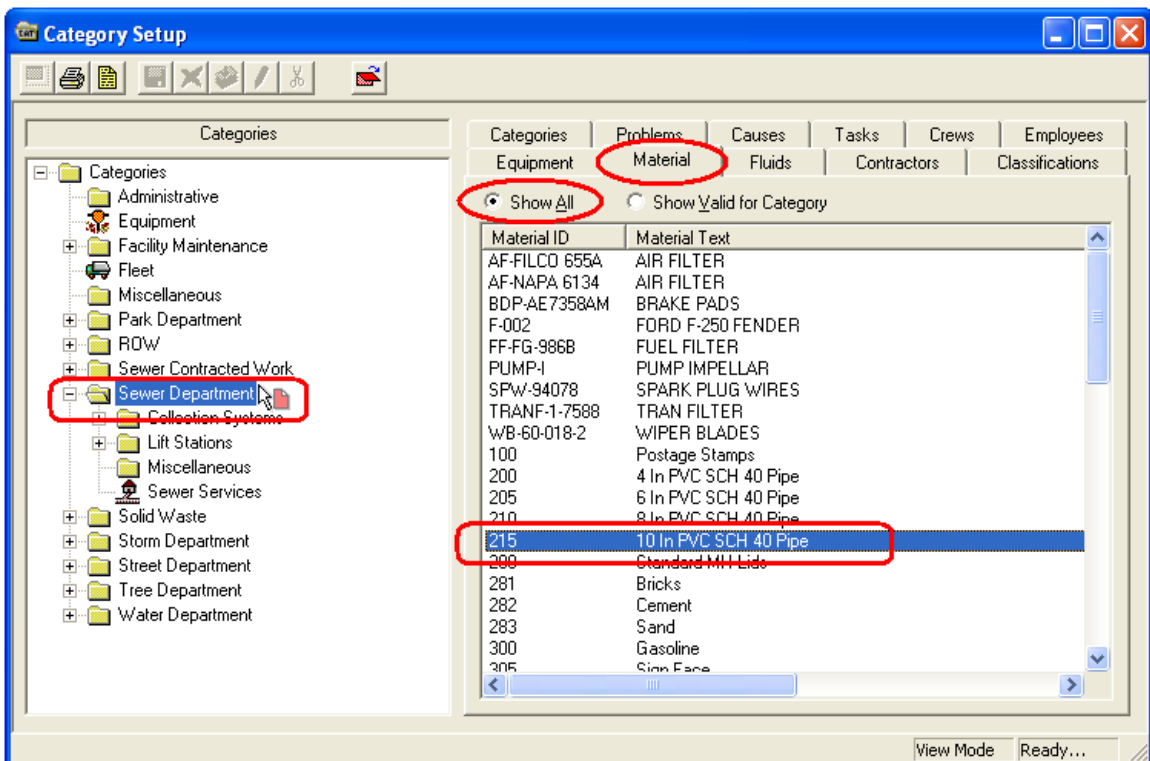 CAT Category Setup
Categories
Categories
Administrative
Equipment
Facility Maintenance
Fleet
Miscellaneous
Park Department
ROW
Sewer Contracted Work
Sewer Department
Collection Systems
Lift Stations
Miscellaneous
Sewer Services
Solid Waste
Storm Department
Street Department
Tree Department
Water Department
Categories Problems Causes Tasks Crews Employees
Equipment Material Fluids Contractors Classifications
Show All Show Valid for Category
Material ID Material Text
AF-FILCO 655A AIR FILTER
AF-NAPA 6134 AIR FILTER
BDP-AE7358AM BRAKE PADS
F-002 FORD F-250 FENDER
FF-FG-986B FUEL FILTER
PUMP-I PUMP IMPELLAR
SPW-94078 SPARK PLUG WIRES
TRANF-1-7588 TRAN FILTER
WB-60-018-2 WIPER BLADES
100 Postage Stamps
200 4 In PVC SCH 40 Pipe
205 6 In PVC SCH 40 Pipe
210 8 In PVC SCH 40 Pipe
215 10 In PVC SCH 40 Pipe
Standard MH Lids
281 Bricks
282 Cement
283 Sand
300 Gasoline
305 Sign Face
View Mode Ready...